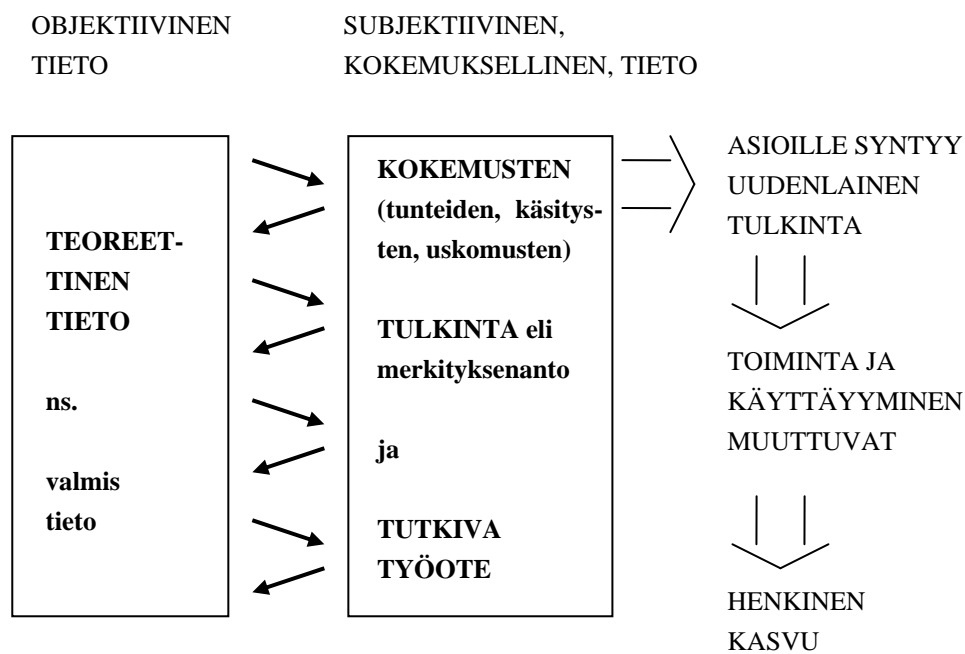 OBJEKTIIVINEN
TIETO
SUBJEKTIIVINEN,
KOKEMUKSELLINEN, TIETO
TEOREET-
TINEN
TIETO
ns.
valmis
tieto
KOKEMUSTEN
(tunteiden, käsitys-
ten, uskomusten)
TULKINTA eli
merkityksenanto
ja
TUTKIVA
TYÖOTE
ASIOILLE SYNTYY
UUDENLAINEN
TULKINTA
TOIMINTA JA
KÄYTTÄYYMINEN
MUUTTUVAT
HENKINEN
KASVU